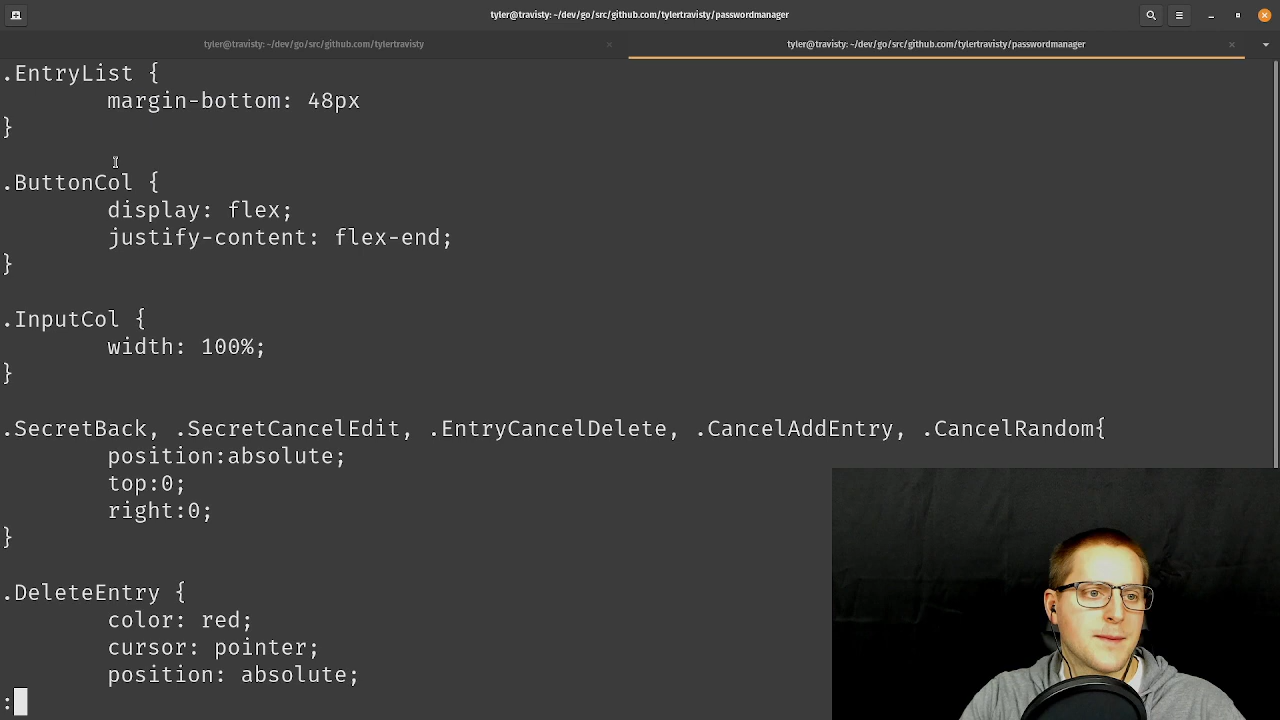 tyler@travisty: ~/dev/go/src/github.com/tylertravisty/passwordmanager
tyler@travisty: ~/dev/go/src/github.com/tylertravisty
tyler@travisty: ~/dev/go/src/github.com/tylertravisty/passwordmanager
.EntryList {
margin-bottom: 48px
}
.ButtonCol {
display: flex;
justify-content: flex-end;
}
.InputCol {
width: 100%;
}
.SecretBack, .SecretCancelEdit, .EntryCancelDelete, .CancelAddEntry, .CancelRandom{
position:absolute;
top:0;
right:0;
}
.DeleteEntry {
color: red;
cursor: pointer;
position: absolute;
: